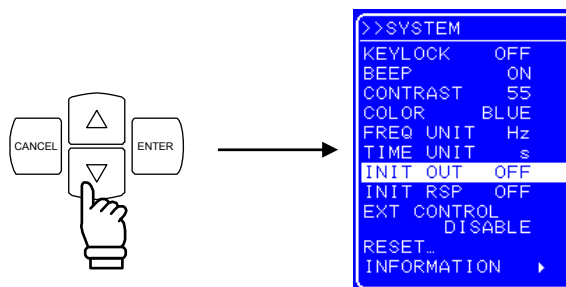 CANCEL
ENTER
>>SYSTEM
KEYLOCK OFF
BEEP ON
CONTRAST 55
COLOR BLUE
FREQ UNIT Hz
TIME UNIT s
INIT OUT OFF
INIT RSP OFF
EXT CONTROL
DISABLE
RESET…
INFORMATION